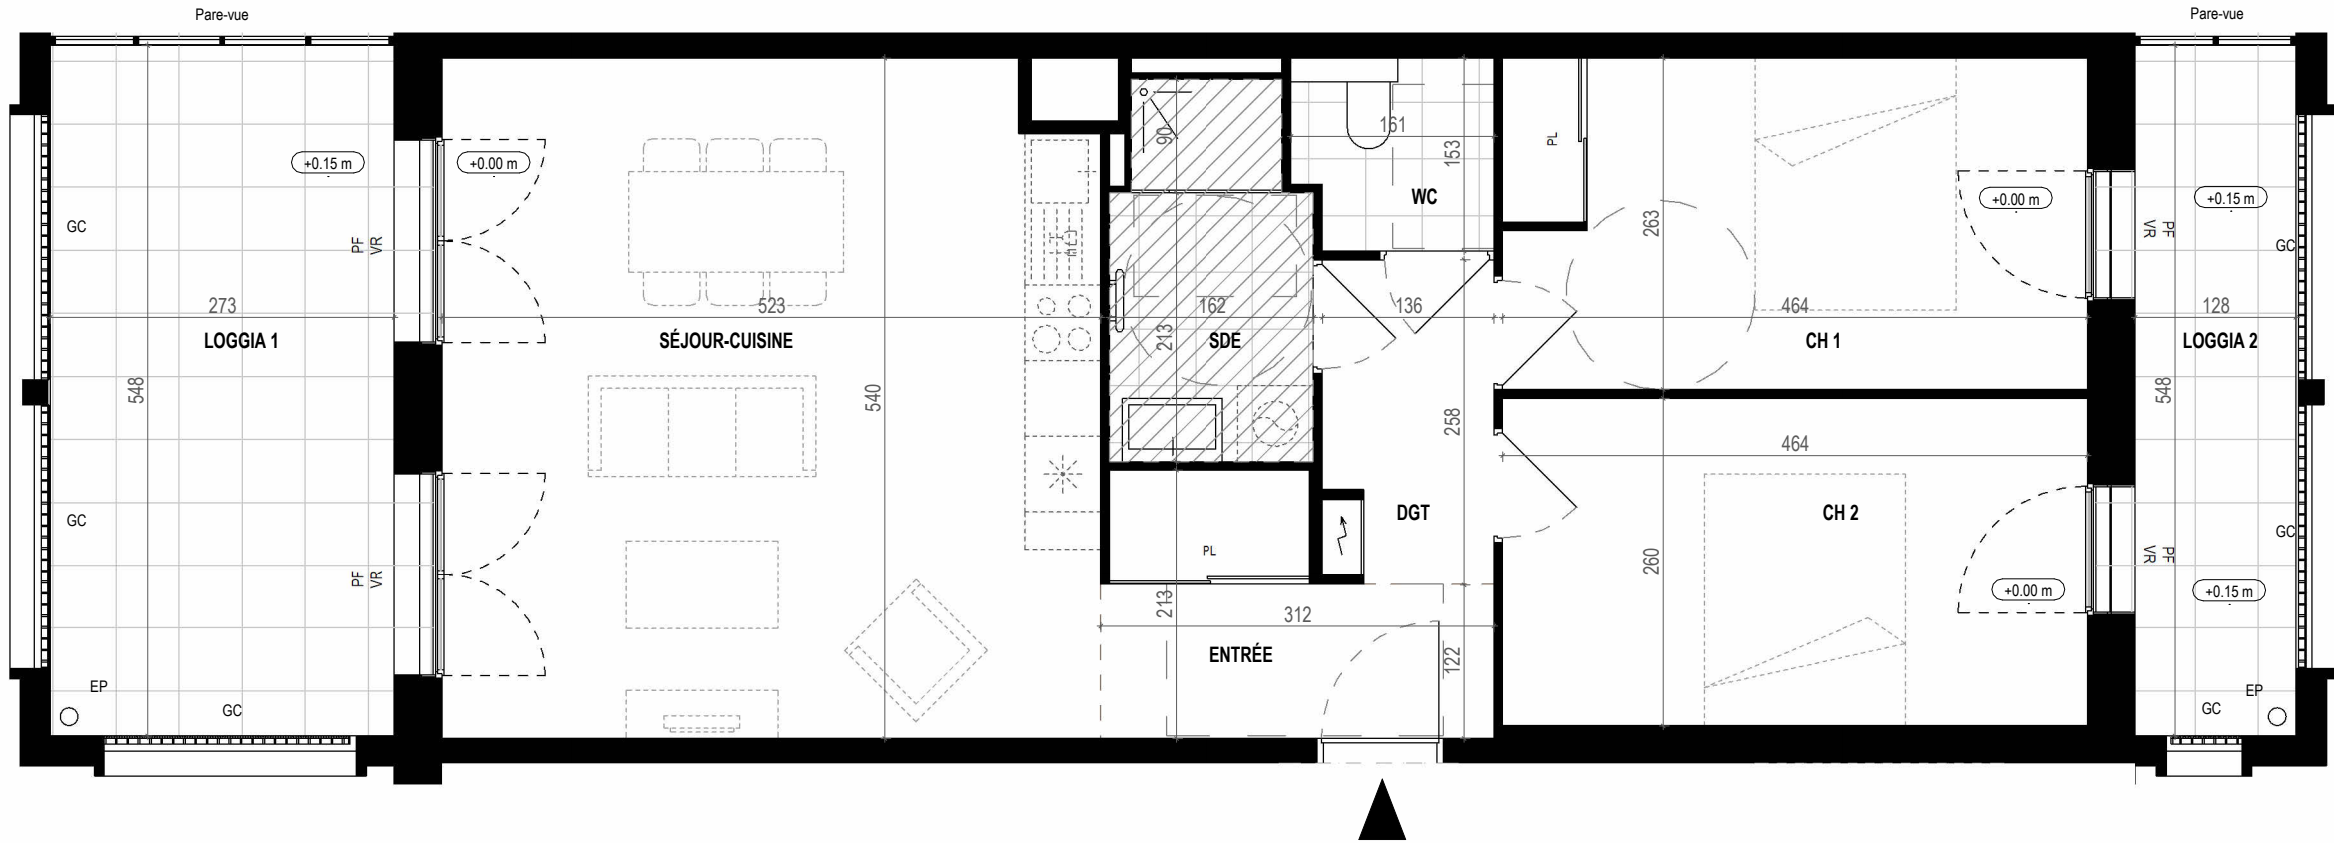 Pare-vue
Pare-vue
+0.15 m
+0.00 m
GC
PF
VR
273
LOGGIA 1
548
GC
PF
VR
EP
GC
523
SÉJOUR-CUISINE
540
90
162
213
SDE
161
153
WC
136
258
DGT
PL
213
312
ENTRÉE
122
PL
263
+0.00 m
464
CH 1
464
CH 2
260
+0.00 m
+0.15 m
PF
VR
GC
128
LOGGIA 2
548
GC
PF
VR
+0.15 m
EP
GC